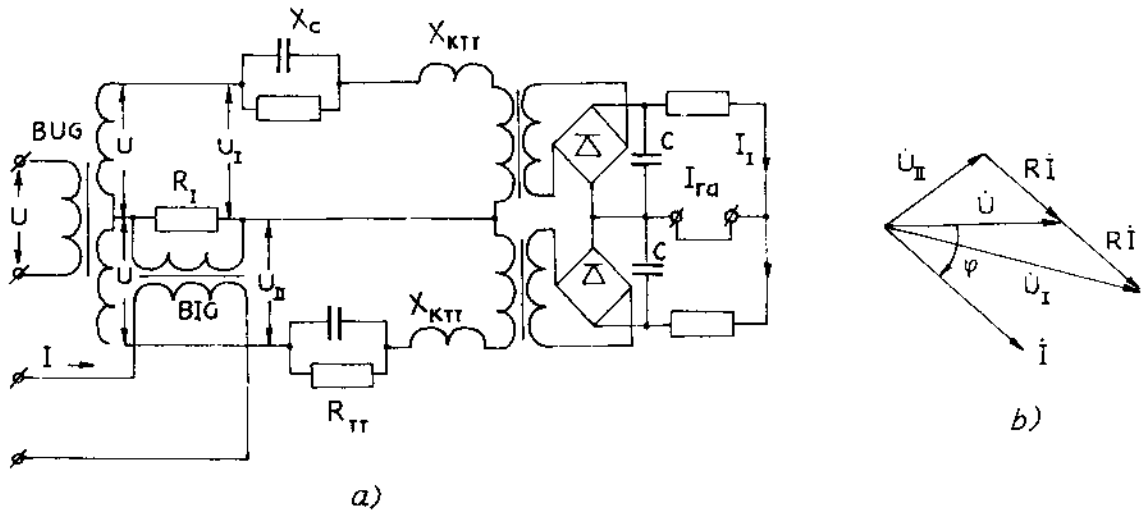 X_C
X_KTT
BUG
U
U
U_I
R_I
C
I_I
I_ra
U
U_II
BIG
X_KTT
C
I
R_TT
a)
U̇_II
Rİ
U̇
Rİ
φ
U̇_I
İ
b)